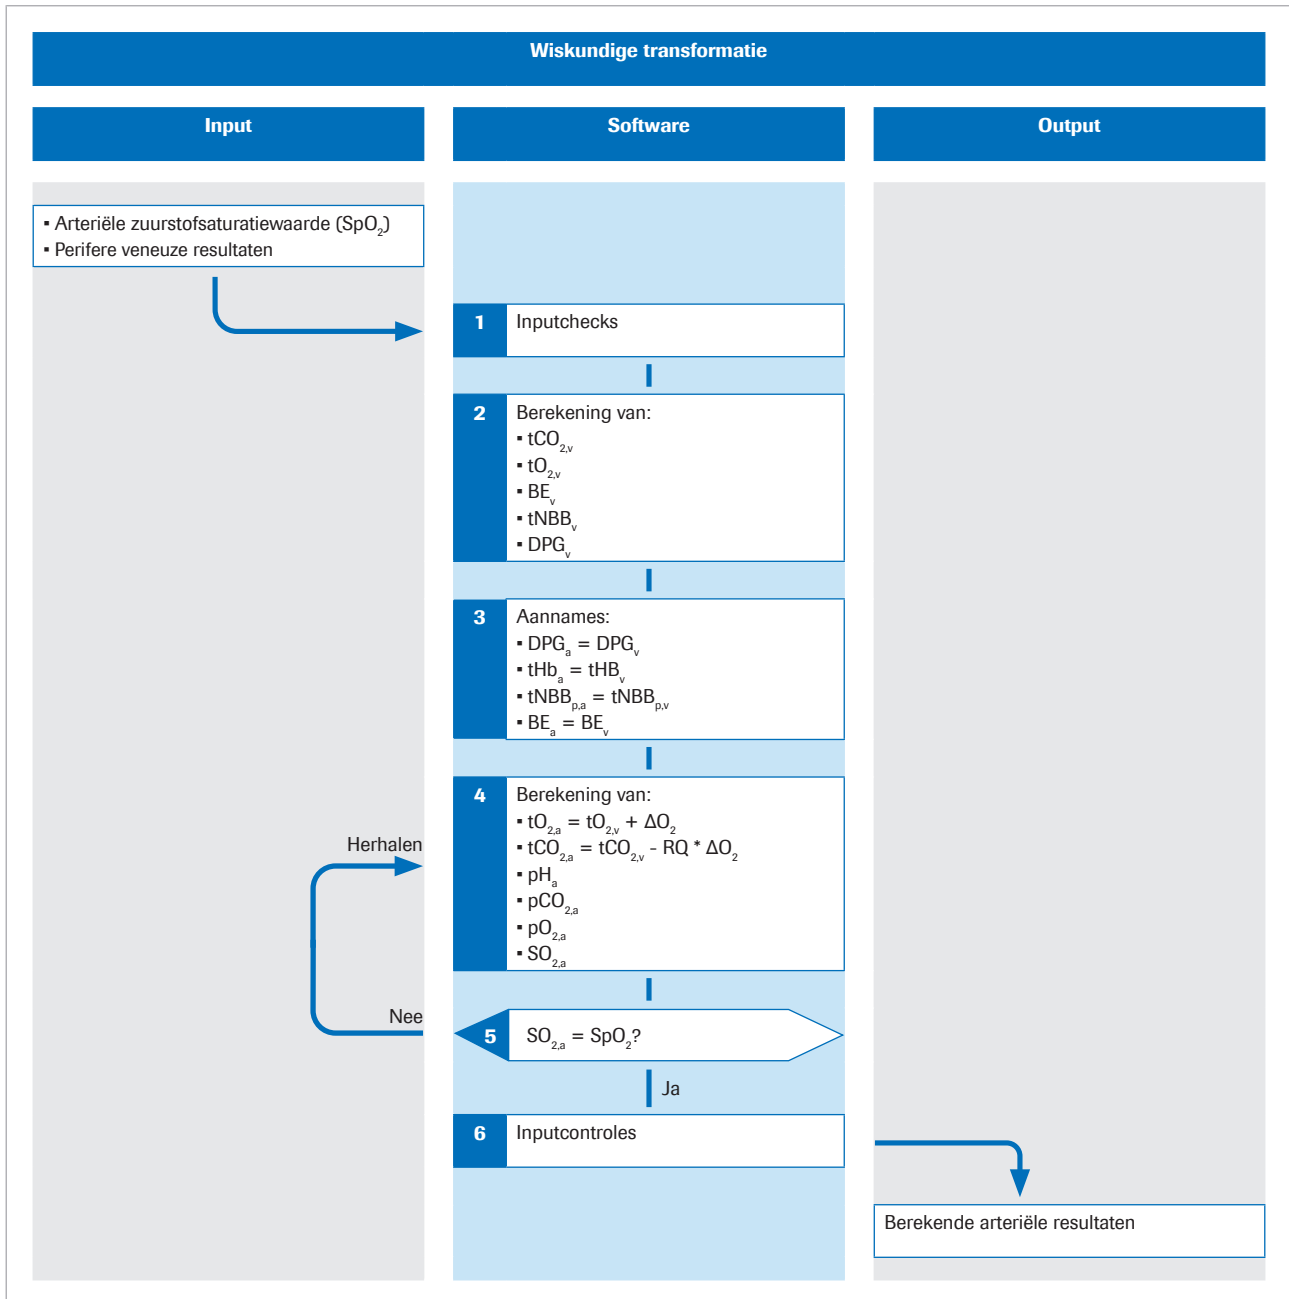 Wiskundige transformatie
Input
Software
Output
▪ Arteriële zuurstofsaturatiewaarde (SpO₂)
▪ Perifere veneuze resultaten
1 Inputchecks
2 Berekening van:
▪ tCO₂,ᵥ
▪ tO₂,ᵥ
▪ BEᵥ
▪ tNBBᵥ
▪ DPGᵥ
3 Aannames:
▪ DPGₐ = DPGᵥ
▪ tHbₐ = tHBᵥ
▪ tNBBₚ,ₐ = tNBBₚ,ᵥ
▪ BEₐ = BEᵥ
Herhalen
4 Berekening van:
▪ tO₂,ₐ = tO₂,ᵥ + ΔO₂
▪ tCO₂,ₐ = tCO₂,ᵥ - RQ * ΔO₂
▪ pHₐ
▪ pCO₂,ₐ
▪ pO₂,ₐ
▪ SO₂,ₐ
Nee
5 SO₂,ₐ = SpO₂?
Ja
6 Inputcontroles
Berekende arteriële resultaten